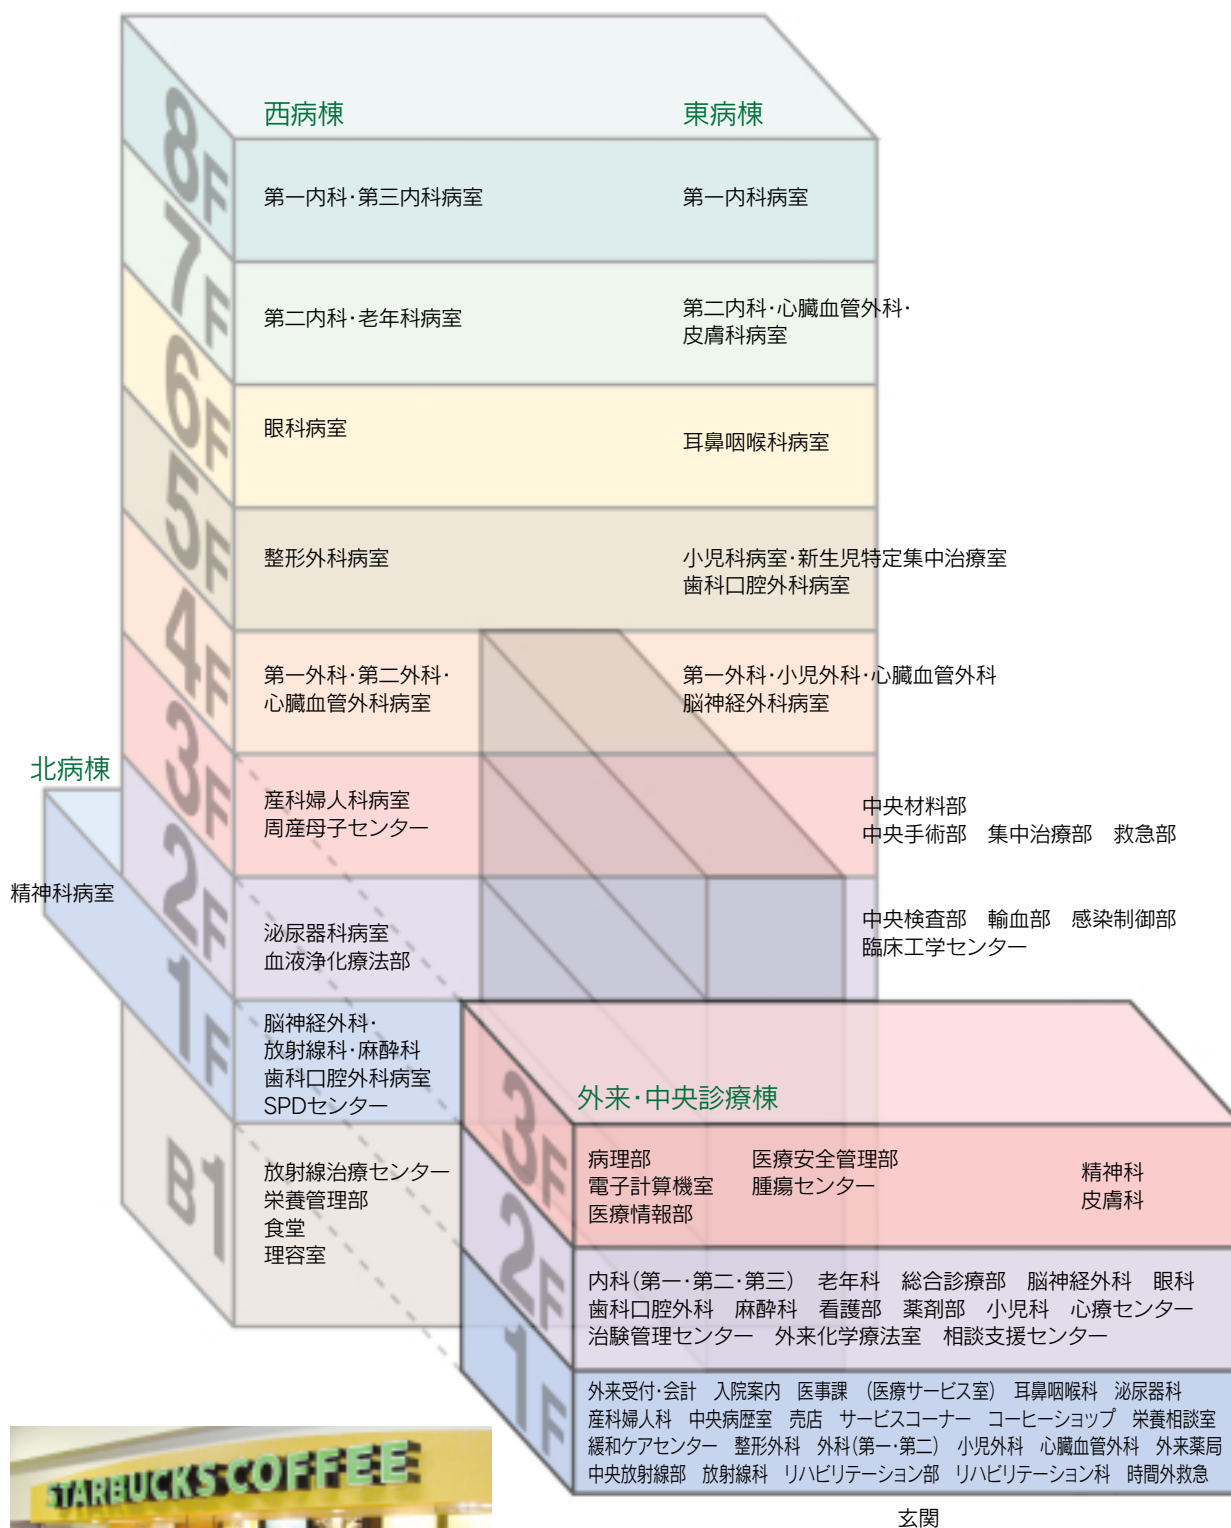 西病棟
東病棟
8F
第一内科・第三内科病室
第一内科病室
7F
第二内科・老年科病室
第二内科・心臓血管外科・
皮膚科病室
6F
眼科病室
耳鼻咽喉科病室
5F
整形外科病室
小児科病室・新生児特定集中治療室
歯科口腔外科病室
4F
第一外科・第二外科・
心臓血管外科病室
第一外科・小児外科・心臓血管外科
脳神経外科病室
北病棟
精神科病室
3F
産科婦人科病室
周産母子センター
中央材料部
中央手術部 集中治療部 救急部
2F
泌尿器科病室
血液浄化療法部
中央検査部 輸血部 感染制御部
臨床工学センター
1F
脳神経外科・
放射線科・麻酔科
歯科口腔外科病室
SPDセンター
B1
放射線治療センター
栄養管理部
食堂
理容室
外来・中央診療棟
3F
病理部
電子計算機室
医療情報部
医療安全管理部
腫瘍センター
精神科
皮膚科
2F
内科(第一・第二・第三) 老年科 総合診療部 脳神経外科 眼科
歯科口腔外科 麻酔科 看護部 薬剤部 小児科 心療センター
治験管理センター 外来化学療法室 相談支援センター
1F
外来受付・会計 入院案内 医事課 (医療サービス室) 耳鼻咽喉科 泌尿器科
産科婦人科 中央病歴室 売店 サービスコーナー コーヒーショップ 栄養相談室
緩和ケアセンター 整形外科 外科(第一・第二) 小児外科 心臓血管外科 外来薬局
中央放射線部 放射線科 リハビリテーション部 リハビリテーション科 時間外救急
玄関
STARBUCKS COFFEE